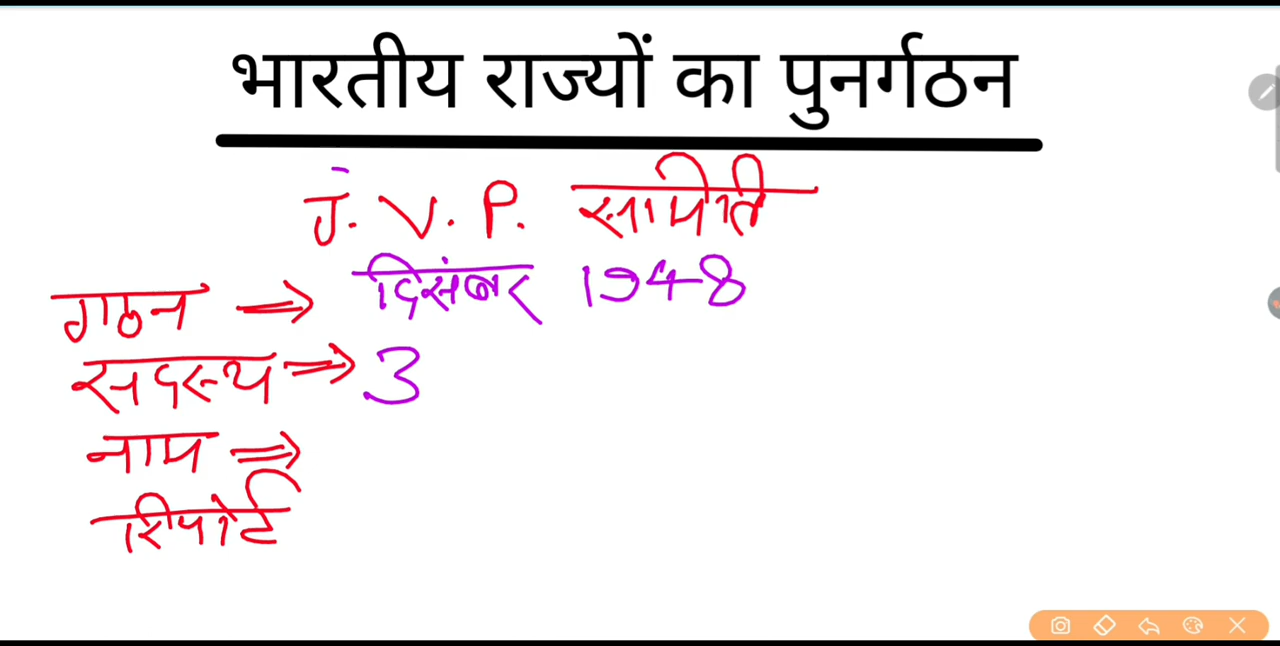 भारतीय राज्यों का पुनर्गठन
J. V. P. समिति
गठन ⇒ दिसंबर 1948
सदस्य ⇒ 3
नाम ⇒
रिपोर्ट